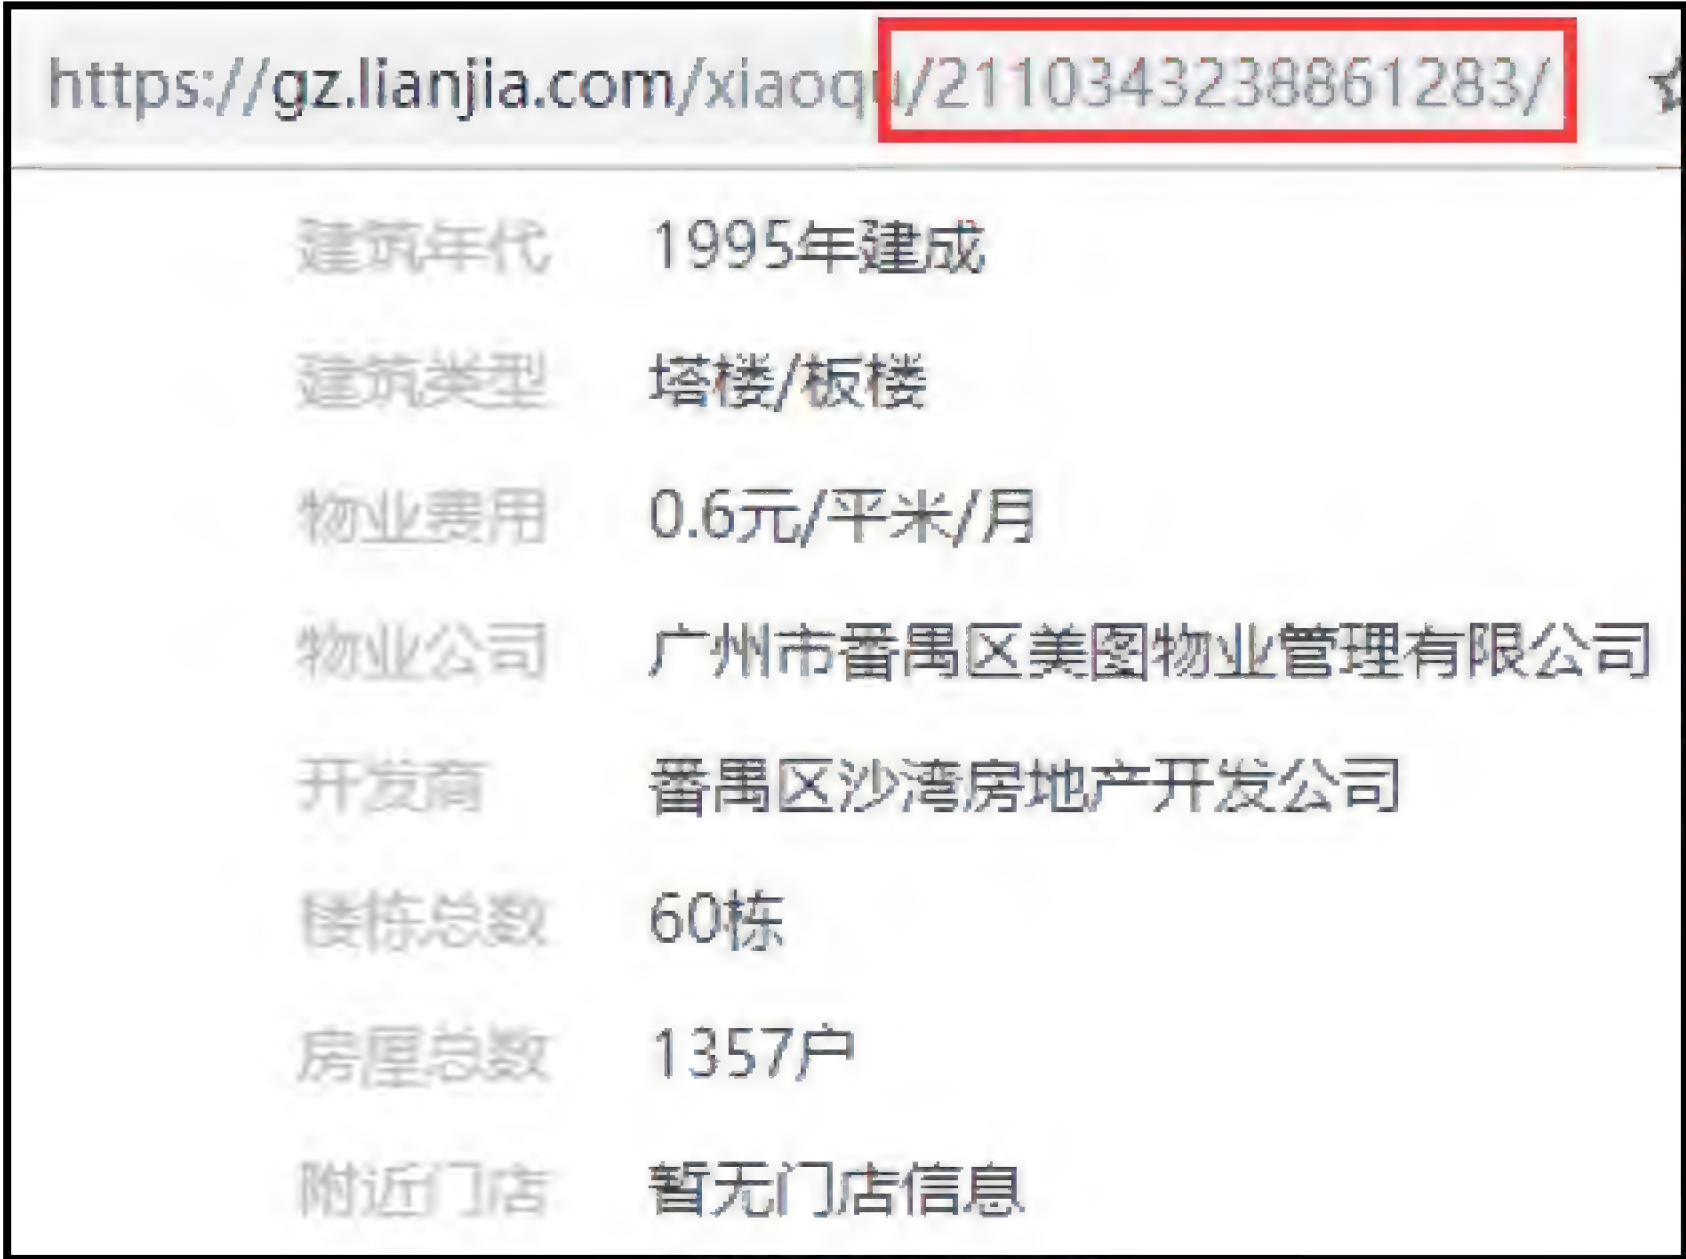 https://gz.lianjia.com/xiaoqu/2110343238861283/
建筑年代 1995年建成
建筑类型 塔楼/板楼
物业费用 0.6元/平米/月
物业公司 广州市番禺区美图物业管理有限公司
开发商 番禺区沙湾房地产开发公司
楼栋总数 60栋
房屋总数 1357户
附近门店 暂无门店信息